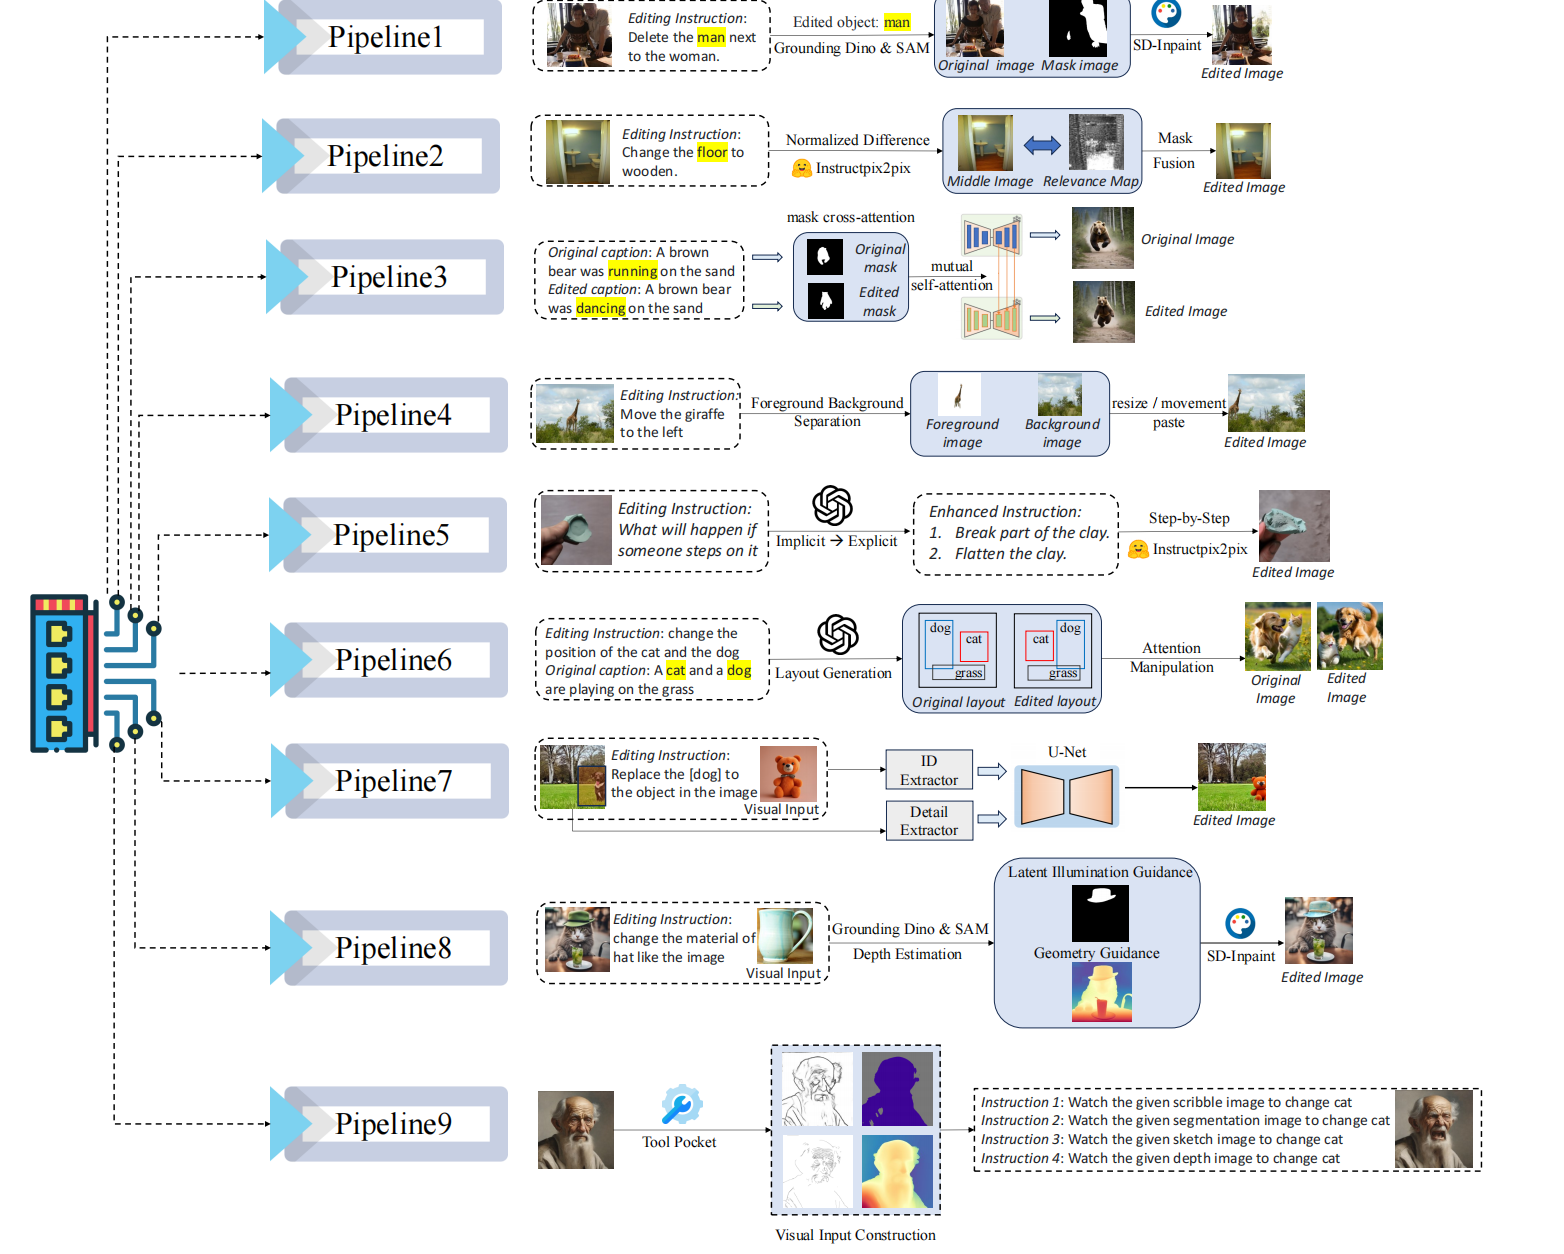 Pipeline1
Editing Instruction:
Delete the man next
to the woman.
Edited object: man
Grounding Dino & SAM
Original image
Mask image
SD-Inpaint
Edited Image
Pipeline2
Editing Instruction:
Change the floor to
wooden.
Normalized Difference
Instructpix2pix
Middle Image
Relevance Map
Mask
Fusion
Edited Image
Pipeline3
Original caption: A brown
bear was running on the sand
Edited caption: A brown bear
was dancing on the sand
mask cross-attention
Original
mask
Edited
mask
mutual
self-attention
Original Image
Edited Image
Pipeline4
Editing Instruction:
Move the giraffe
to the left
Foreground Background
Separation
Foreground
image
Background
image
resize / movement
paste
Edited Image
Pipeline5
Editing Instruction:
What will happen if
someone steps on it
Implicit → Explicit
Enhanced Instruction:
1. Break part of the clay.
2. Flatten the clay.
Step-by-Step
Instructpix2pix
Edited Image
Pipeline6
Editing Instruction: change the
position of the cat and the dog
Original caption: A cat and a dog
are playing on the grass
Layout Generation
dog
cat
grass
Original layout
cat
dog
grass
Edited layout
Attention
Manipulation
Original
Image
Edited
Image
Pipeline7
Editing Instruction:
Replace the [dog] to
the object in the image
Visual Input
ID
Extractor
Detail
Extractor
U-Net
Edited Image
Pipeline8
Editing Instruction:
change the material of
hat like the image
Visual Input
Grounding Dino & SAM
Depth Estimation
Latent Illumination Guidance
Geometry Guidance
SD-Inpaint
Edited Image
Pipeline9
Tool Pocket
Visual Input Construction
Instruction 1: Watch the given scribble image to change cat
Instruction 2: Watch the given segmentation image to change cat
Instruction 3: Watch the given sketch image to change cat
Instruction 4: Watch the given depth image to change cat